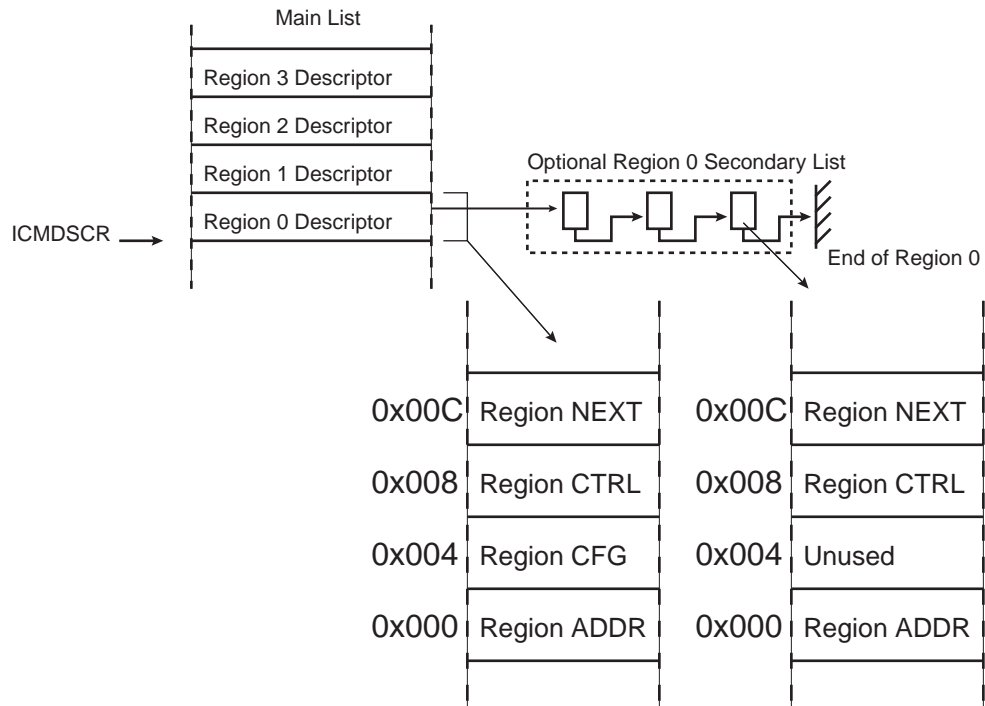 Main List
Region 3 Descriptor
Region 2 Descriptor
Region 1 Descriptor
Region 0 Descriptor
ICMDSCR
Optional Region 0 Secondary List
End of Region 0
0x00C Region NEXT
0x008 Region CTRL
0x004 Region CFG
0x000 Region ADDR
0x00C Region NEXT
0x008 Region CTRL
0x004 Unused
0x000 Region ADDR